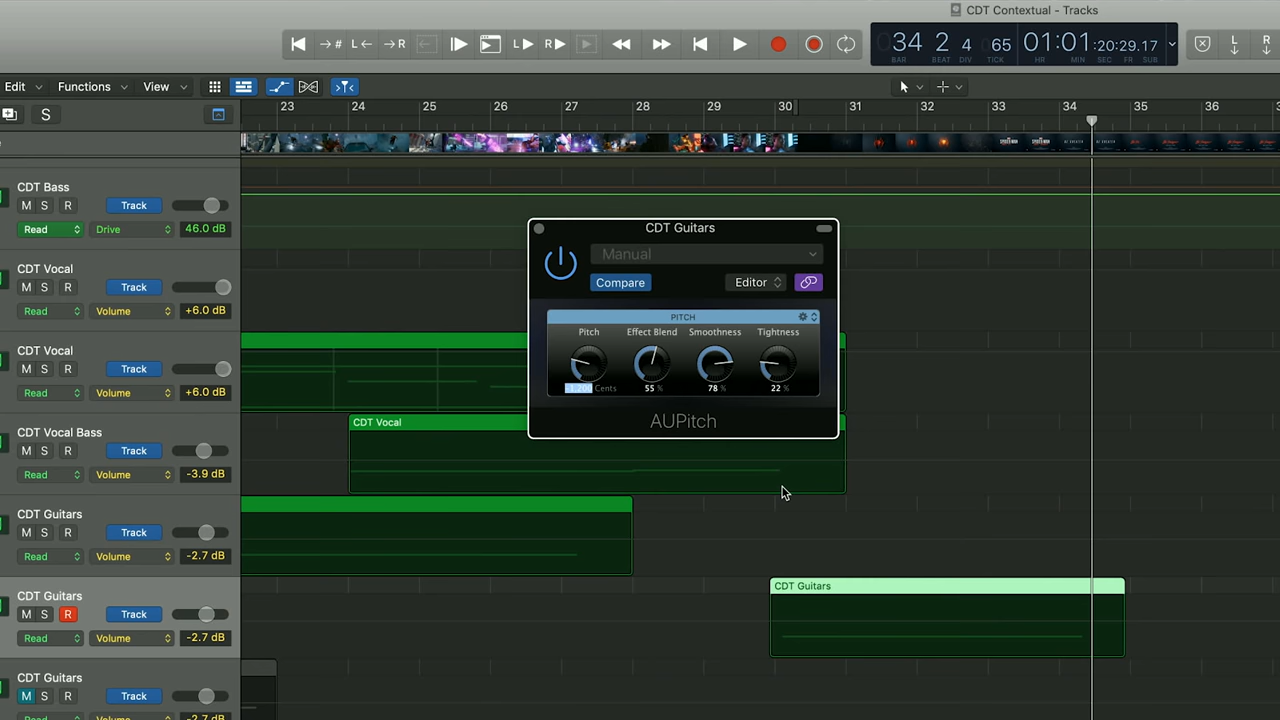 CDT Contextual - Tracks
34 2 4 65 01:01:20:29.17
BAR BEAT DIV TICK HR MIN SEC FR SUB
Edit Functions View
S
23 24 25 26 27 28 29 30 31 32 33 34 35 36
CDT Bass
M S R Track
Read Drive 46.0 dB
CDT Vocal
M S R Track
Read Volume +6.0 dB
CDT Vocal
M S R Track
Read Volume +6.0 dB
CDT Vocal Bass
M S R Track
Read Volume -3.9 dB
CDT Guitars
M S R Track
Read Volume -2.7 dB
CDT Guitars
M S R Track
Read Volume -2.7 dB
CDT Guitars
M S R Track
CDT Guitars
Manual
Compare Editor
PITCH
Pitch Effect Blend Smoothness Tightness
-1,200 Cents 55 % 78 % 22 %
AUPitch
CDT Vocal
CDT Guitars